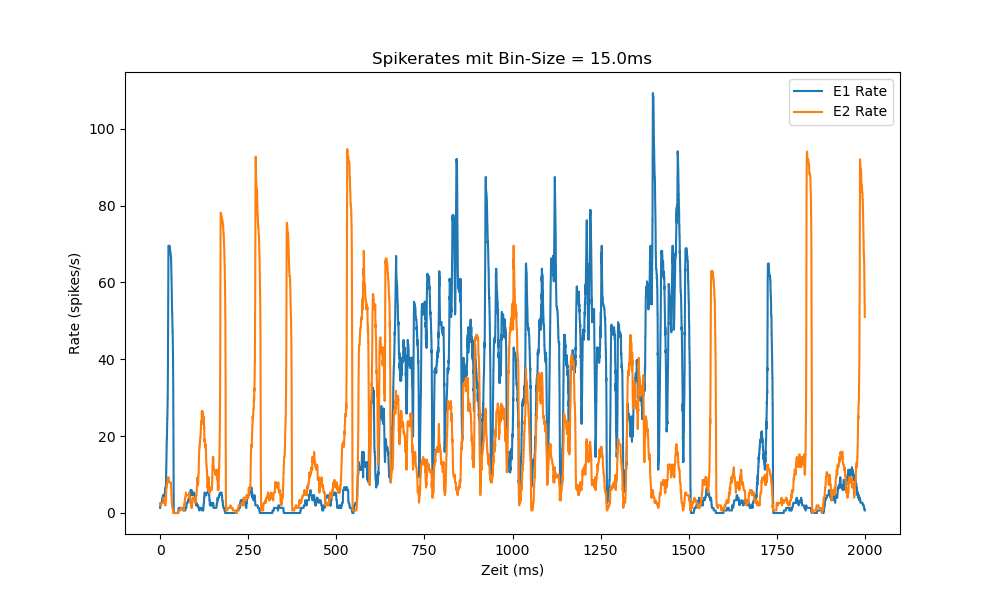 Spikerates mit Bin-Size = 15.0ms
E1 Rate
E2 Rate
100
80
60
40
20
0
Rate (spikes/s)
0 250 500 750 1000 1250 1500 1750 2000
Zeit (ms)